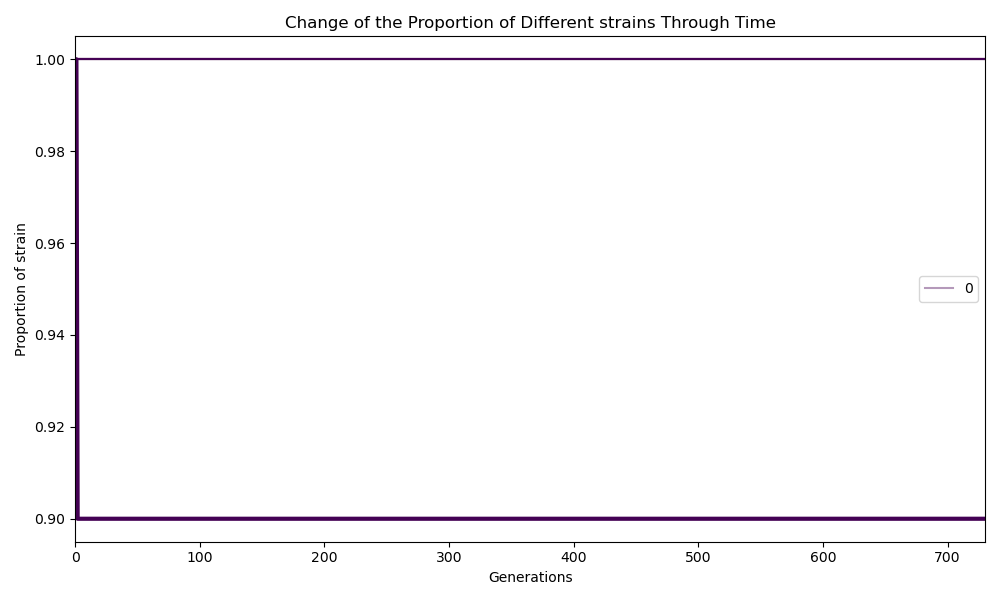 Change of the Proportion of Different strains Through Time
Proportion of strain
1.00
0.98
0.96
0.94
0.92
0.90
0
0 100 200 300 400 500 600 700
Generations